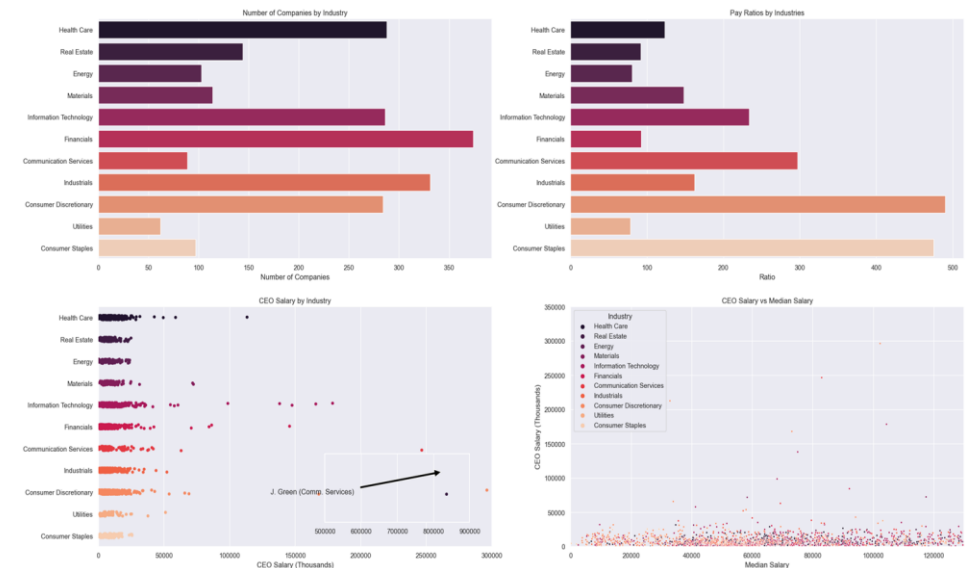 Number of Companies by Industry
Health Care
Real Estate
Energy
Materials
Information Technology
Financials
Communication Services
Industrials
Consumer Discretionary
Utilities
Consumer Staples
0 50 100 150 200 250 300 350
Number of Companies
Pay Ratios by Industries
Health Care
Real Estate
Energy
Materials
Information Technology
Financials
Communication Services
Industrials
Consumer Discretionary
Utilities
Consumer Staples
0 100 200 300 400 500
Ratio
CEO Salary by Industry
Health Care
Real Estate
Energy
Materials
Information Technology
Financials
Communication Services
Industrials
Consumer Discretionary
Utilities
Consumer Staples
J. Green (Comp. Services)
500000 600000 700000 800000 900000
0 50000 100000 150000 200000 250000 300000
CEO Salary (Thousands)
CEO Salary vs Median Salary
350000
300000
250000
200000
150000
100000
50000
0
CEO Salary (Thousands)
Industry
Health Care
Real Estate
Energy
Materials
Information Technology
Financials
Communication Services
Industrials
Consumer Discretionary
Utilities
Consumer Staples
0 20000 40000 60000 80000 100000 120000
Median Salary